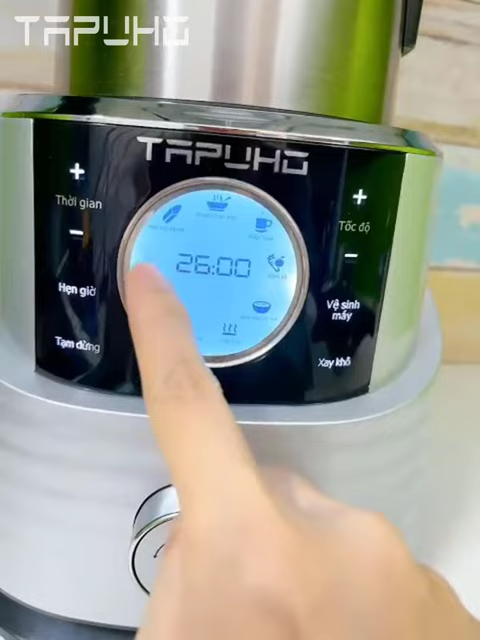 TAPUHO
TAPUHO
+
Thời gian
−
Hẹn giờ
Tạm dừng
26:00
+
Tốc độ
−
Vệ sinh
máy
Xay khô